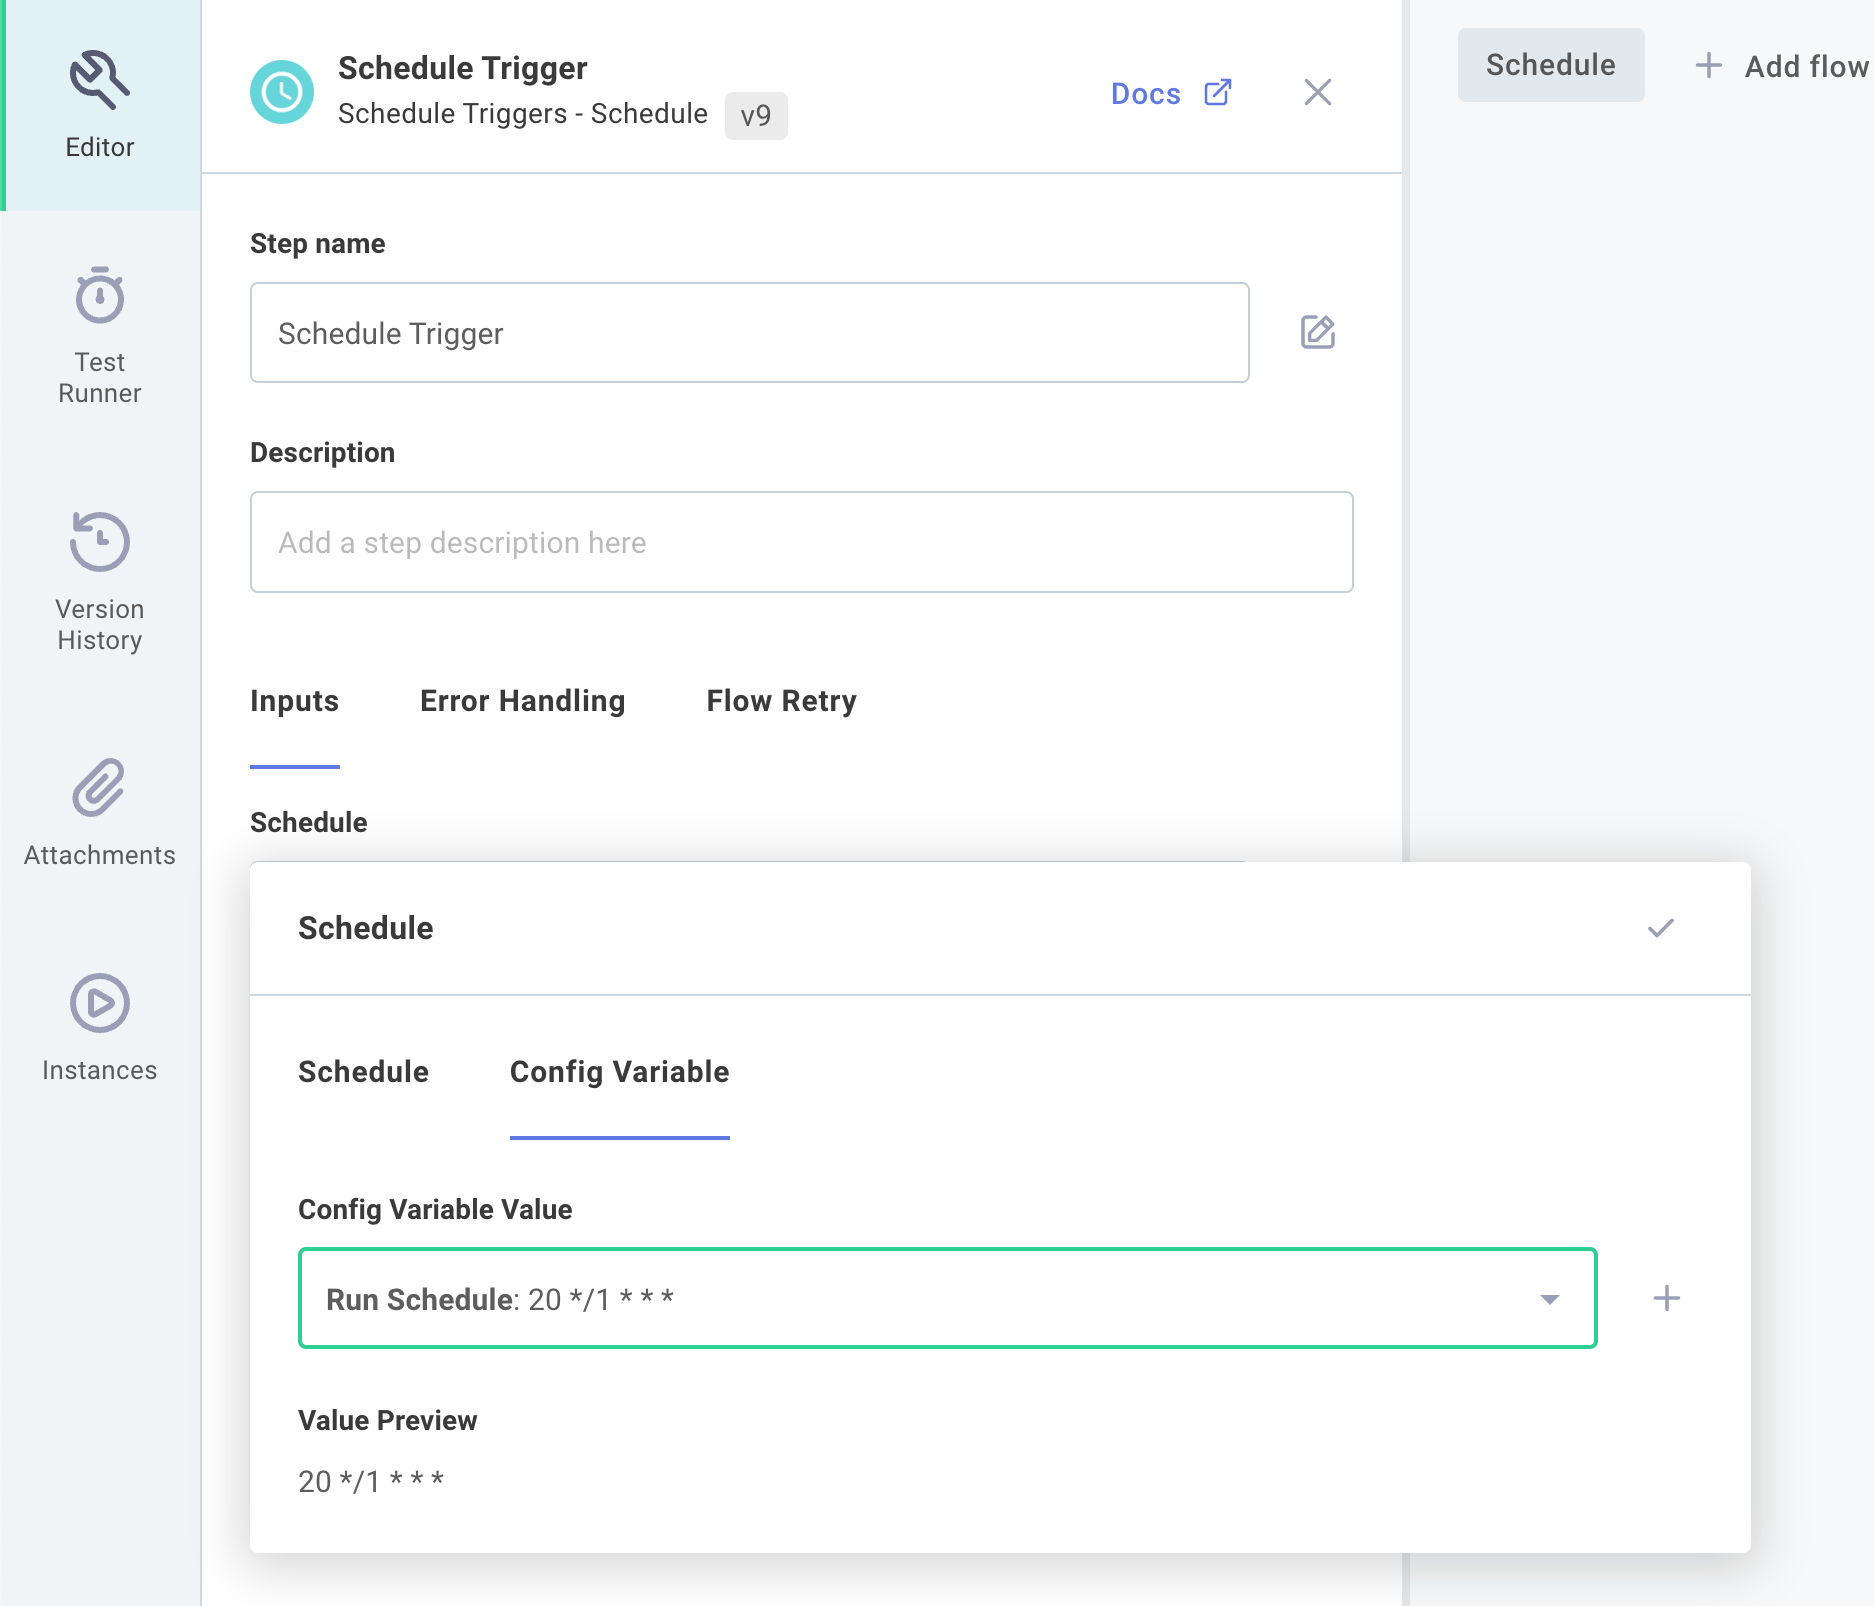 Editor
Test
Runner
Version
History
Attachments
Instances
Schedule Trigger
Schedule Triggers - Schedule v9
Docs
Step name
Schedule Trigger
Description
Add a step description here
Inputs Error Handling Flow Retry
Schedule
Schedule
Schedule Config Variable
Config Variable Value
Run Schedule: 20 */1 * * *
Value Preview
20 */1 * * *
Schedule
Add flow